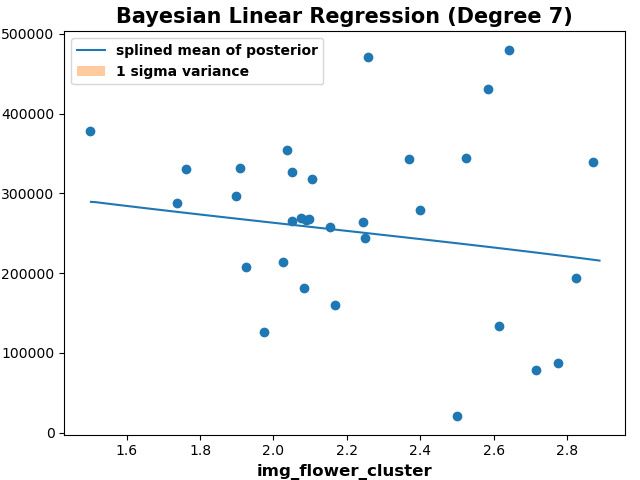 Bayesian Linear Regression (Degree 7)
500000
splined mean of posterior
1 sigma variance
400000
300000
200000
100000
0
1.6 1.8 2.0 2.2 2.4 2.6 2.8
img_flower_cluster